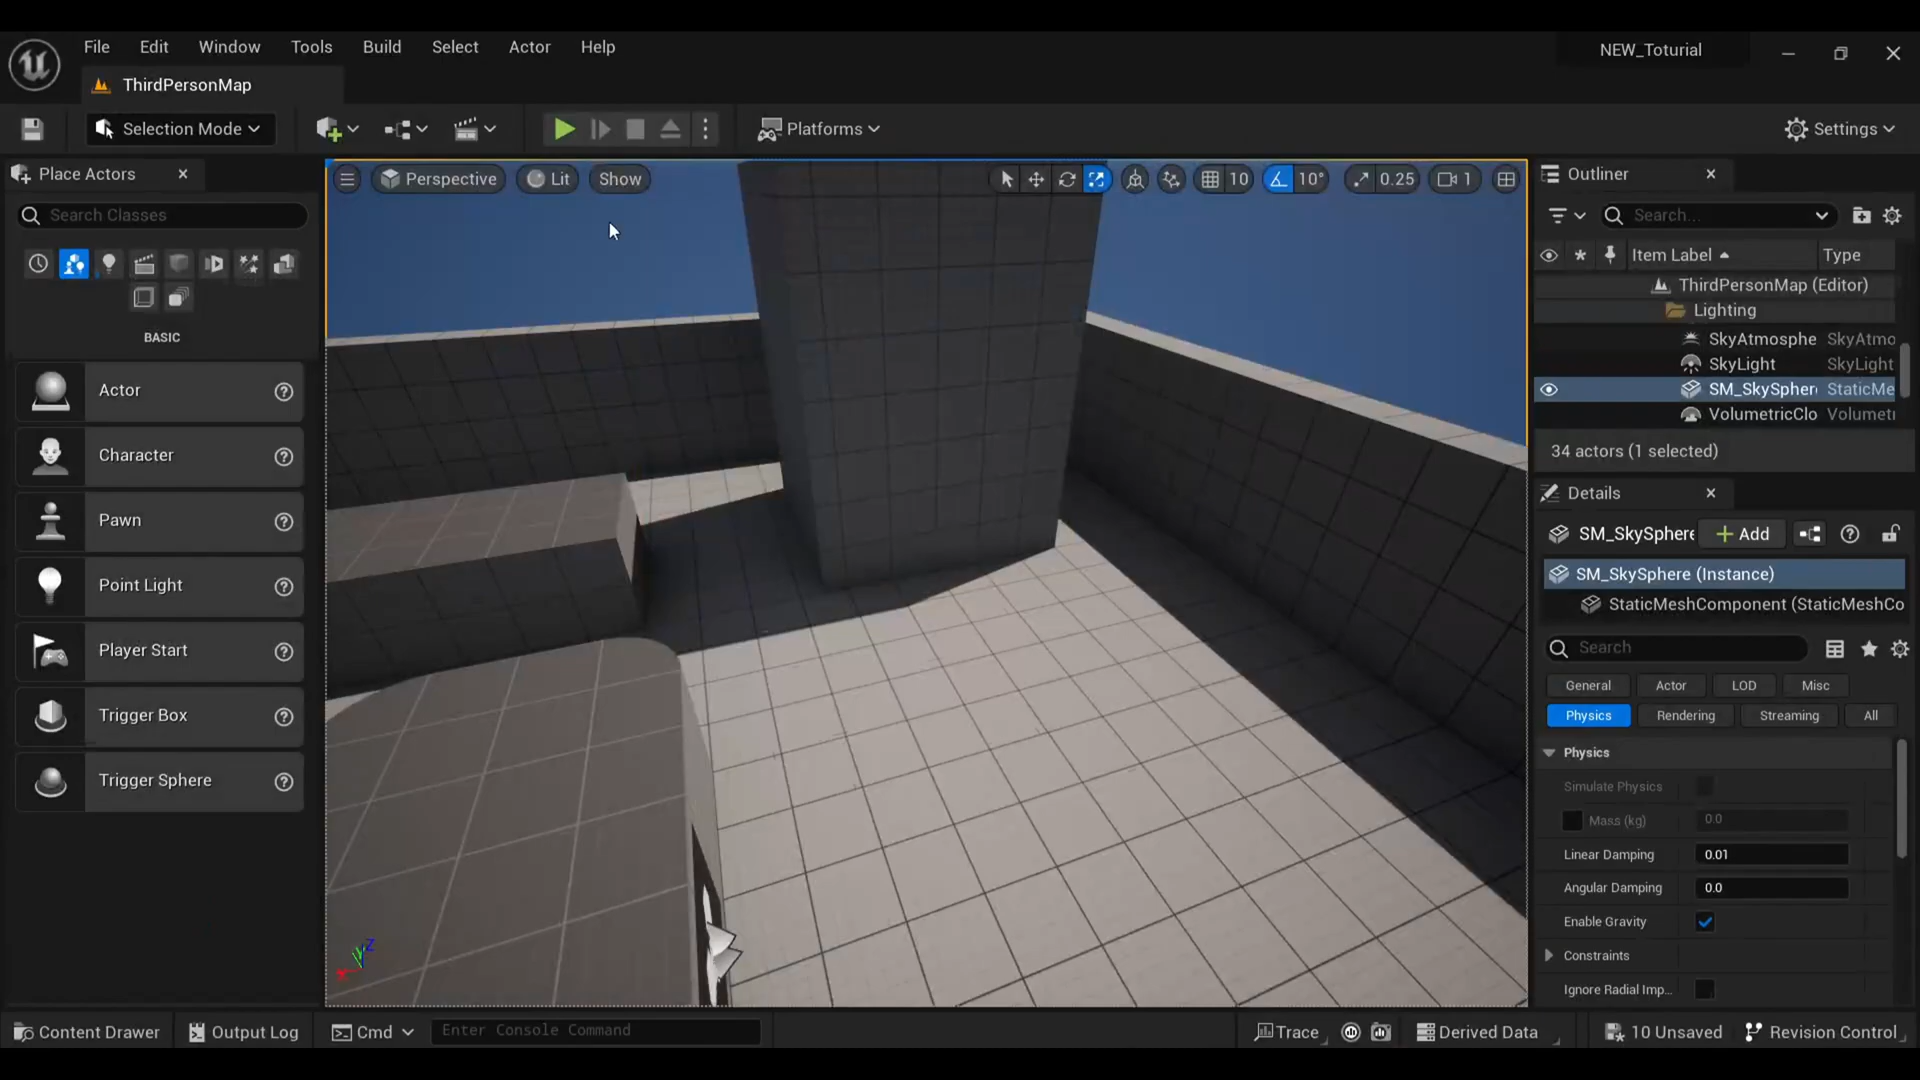 File Edit Window Tools Build Select Actor Help
NEW_Toturial
ThirdPersonMap
Selection Mode
Platforms
Settings
Place Actors
Search Classes
BASIC
Actor
Character
Pawn
Point Light
Player Start
Trigger Box
Trigger Sphere
Perspective Lit Show
10 10° 0.25 1
Z
Outliner
Search...
Item Label Type
ThirdPersonMap (Editor)
Lighting
SkyAtmosphe SkyAtmo
SkyLight SkyLight
SM_SkySpher StaticMe
VolumetricClo Volumetr
34 actors (1 selected)
Details
SM_SkySphere Add
SM_SkySphere (Instance)
StaticMeshComponent (StaticMeshCo
Search
General Actor LOD Misc
Physics Rendering Streaming All
Physics
Simulate Physics
Mass (kg) 0.0
Linear Damping 0.01
Angular Damping 0.0
Enable Gravity
Constraints
Ignore Radial Imp...
Content Drawer Output Log Cmd Enter Console Command Trace Derived Data 10 Unsaved Revision Control